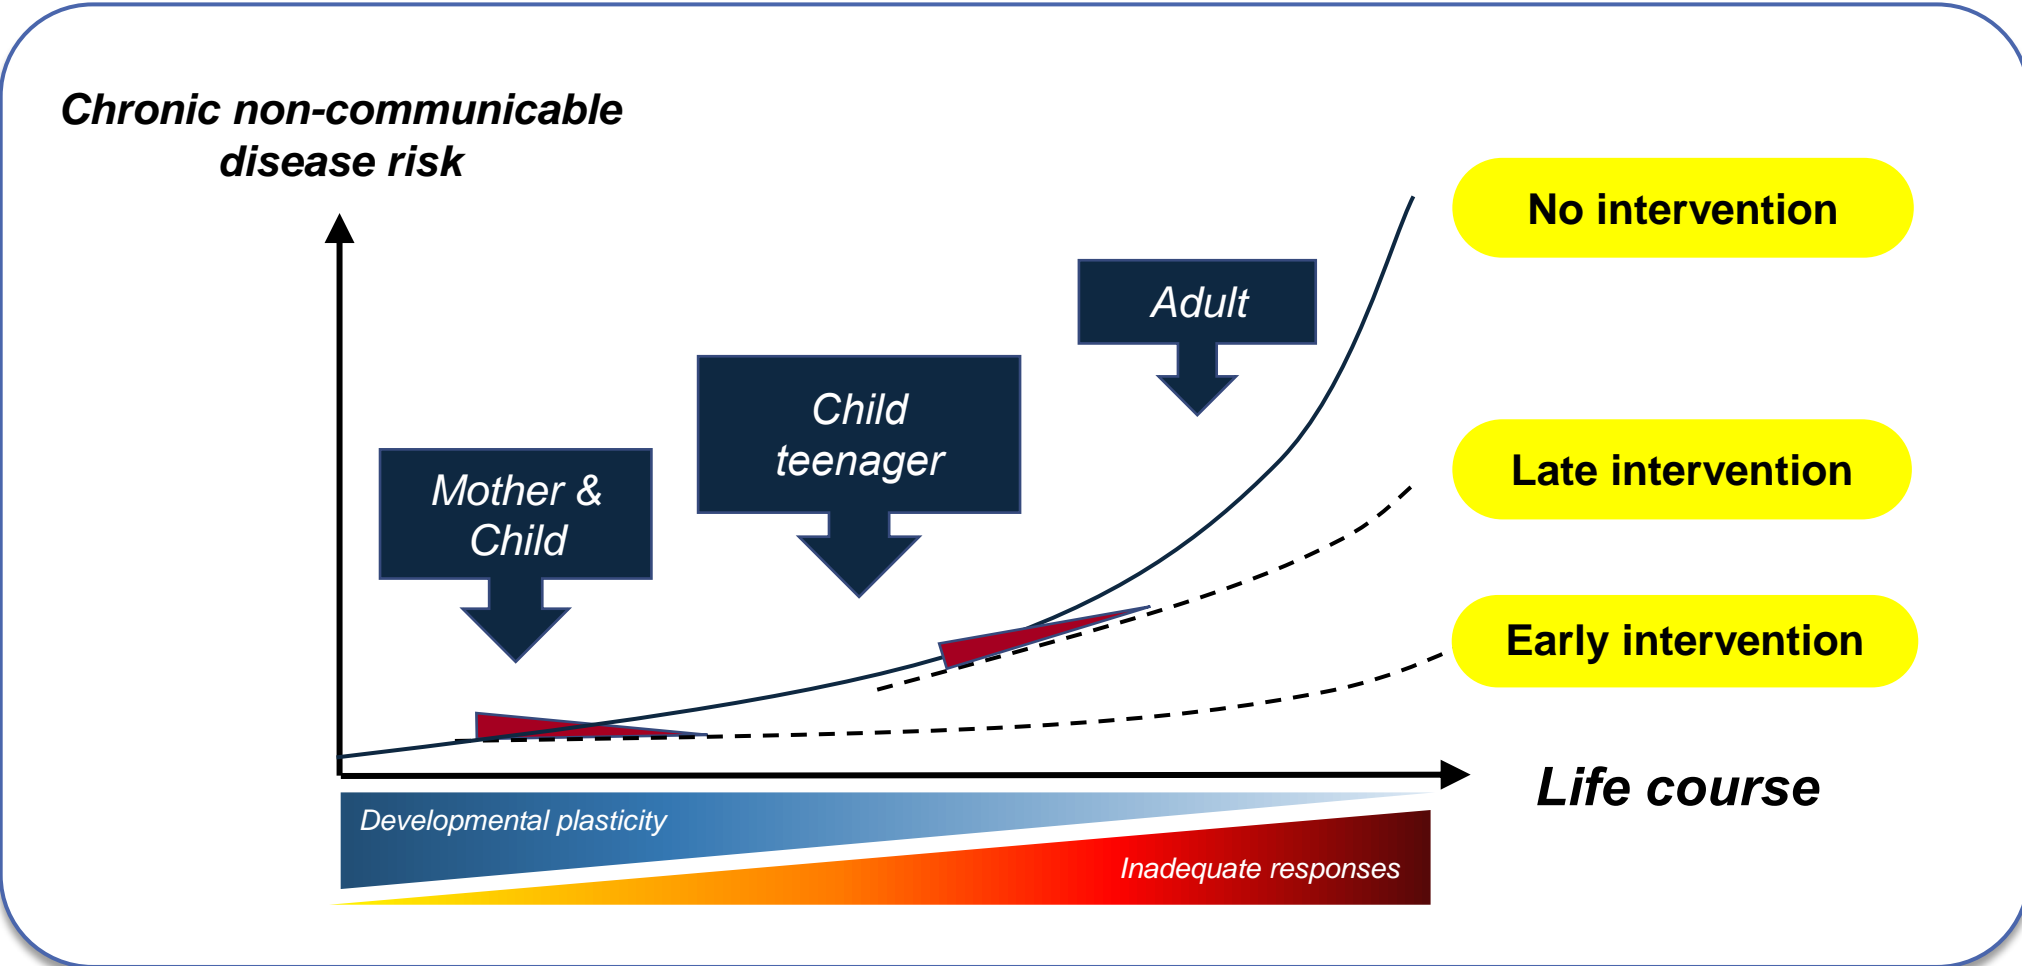 Chronic non-communicable
disease risk
No intervention
Adult
Child
teenager
Mother &
Child
Late intervention
Early intervention
Life course
Developmental plasticity
Inadequate responses